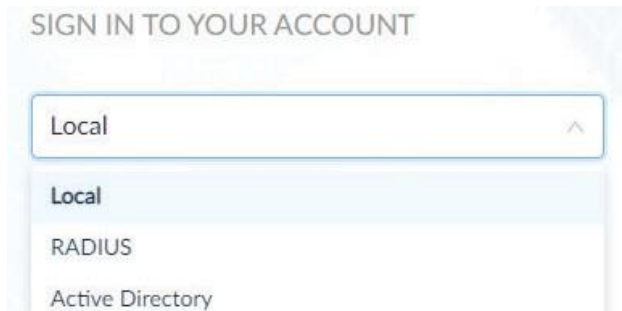 SIGN IN TO YOUR ACCOUNT
Local
Local
RADIUS
Active Directory